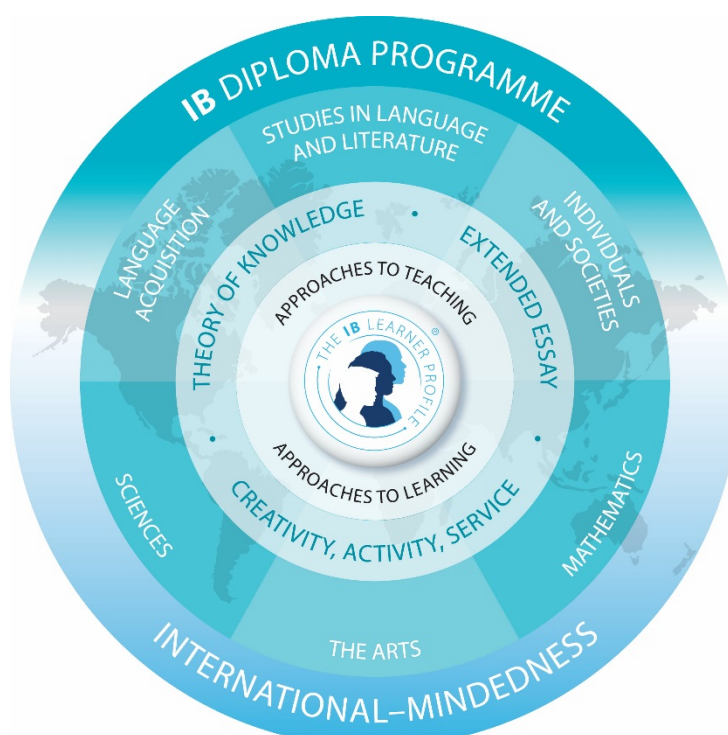 IB DIPLOMA PROGRAMME
STUDIES IN LANGUAGE
AND LITERATURE
LANGUAGE
ACQUISITION
INDIVIDUALS
AND SOCIETIES
THEORY OF KNOWLEDGE
•
EXTENDED ESSAY
APPROACHES TO TEACHING
• THE IB LEARNER PROFILE •
®
APPROACHES TO LEARNING
•
CREATIVITY, ACTIVITY, SERVICE
•
SCIENCES
MATHEMATICS
THE ARTS
INTERNATIONAL–MINDEDNESS